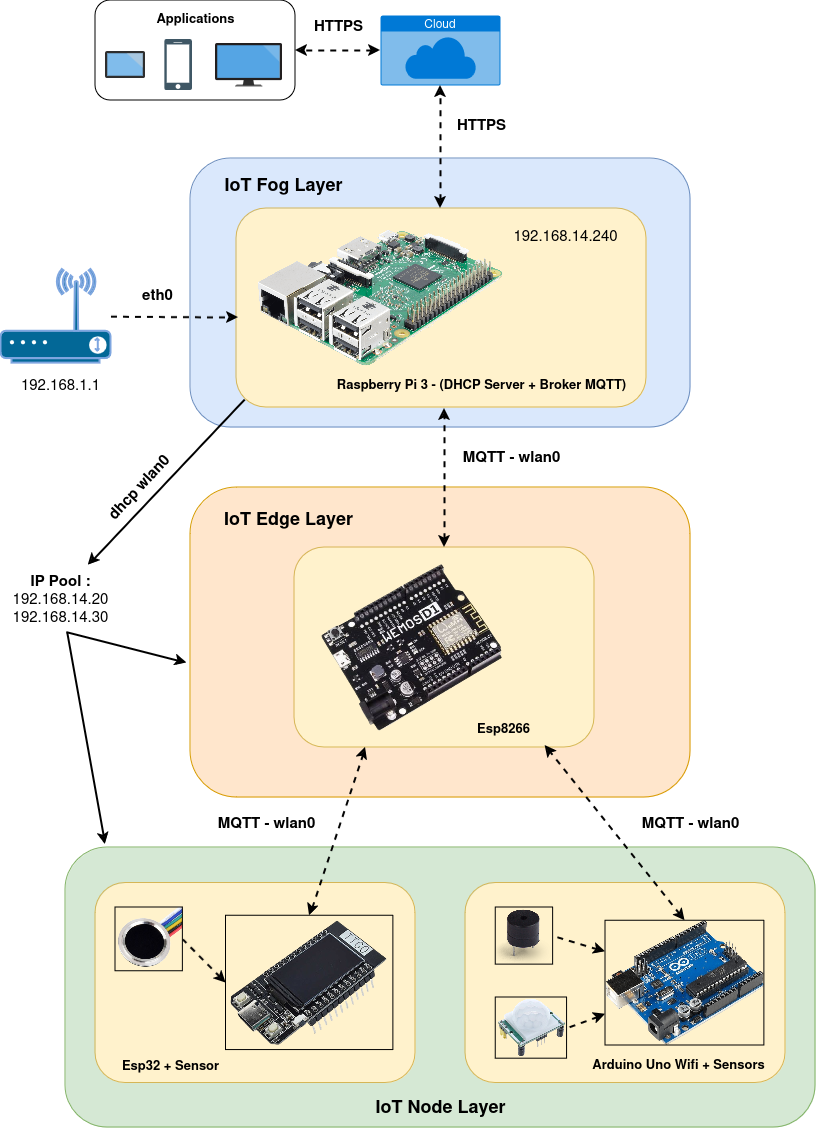 Applications
HTTPS
Cloud
HTTPS
IoT Fog Layer
192.168.14.240
eth0
192.168.1.1
Raspberry Pi 3 - (DHCP Server + Broker MQTT)
dhcp wlan0
MQTT - wlan0
IoT Edge Layer
IP Pool :
192.168.14.20
192.168.14.30
WEMOS D1
Esp8266
MQTT - wlan0
MQTT - wlan0
TTGO
Esp32 + Sensor
Arduino Uno Wifi + Sensors
IoT Node Layer